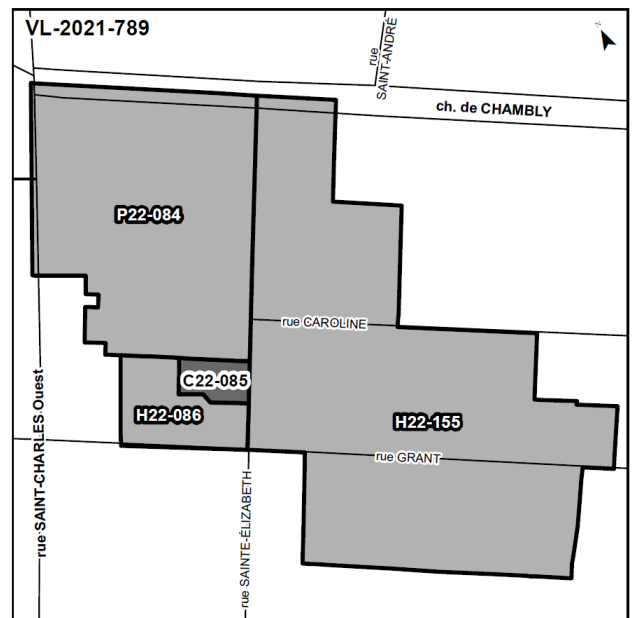 VL-2021-789
N
rue
SAINT-ANDRÉ
ch. de CHAMBLY
P22-084
rue CAROLINE
C22-085
H22-086
H22-155
rue GRANT
rue SAINT-CHARLES Ouest
rue SAINTE-ÉLIZABETH